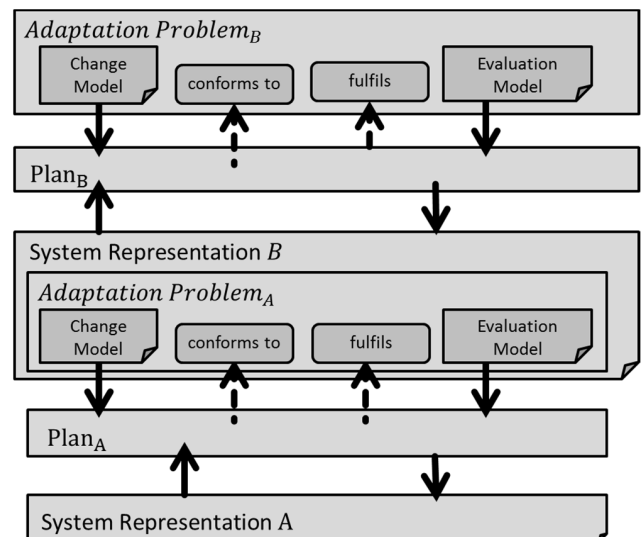 Adaptation Problem_B
Change
Model
conforms to
fulfils
Evaluation
Model
Plan_B
System Representation B
Adaptation Problem_A
Change
Model
conforms to
fulfils
Evaluation
Model
Plan_A
System Representation A